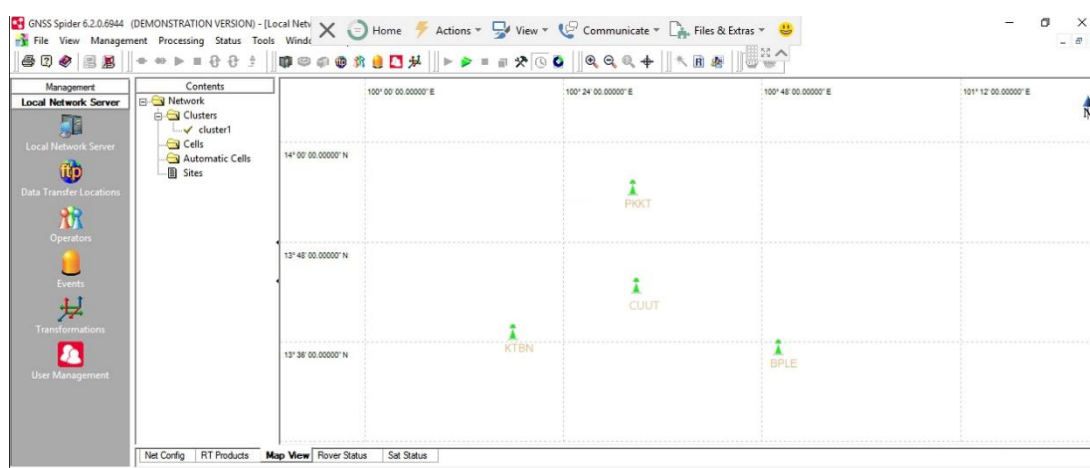 GNSS Spider 6.2.0.6944 (DEMONSTRATION VERSION) - [Local Netv
Home Actions View Communicate Files & Extras
File View Management Processing Status Tools Windo
Management
Contents
Local Network Server
Network
Clusters
cluster1
Cells
Automatic Cells
Sites
Local Network Server
ftp
Data Transfer Locations
Operators
Events
Transformations
User Management
100° 00' 00.00000" E 100° 24' 00.00000" E 100° 48' 00.00000" E 101° 12' 00.00000" E
N
14° 00' 00.00000" N
PKKT
13° 48' 00.00000" N
CUUT
KTBN
13° 36' 00.00000" N
BPLE
Net Config RT Products Map View Rover Status Sat Status